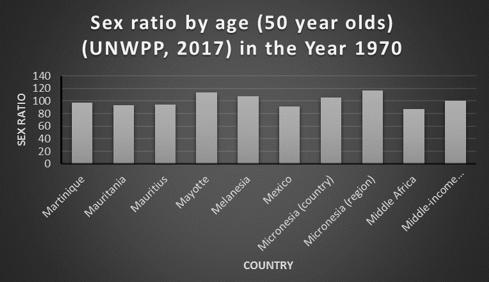 Sex ratio by age (50 year olds)
(UNWPP, 2017) in the Year 1970
140
120
100
80
60
40
20
0
SEX RATIO
Martinique
Mauritania
Mauritius
Mayotte
Melanesia
Mexico
Micronesia (country)
Micronesia (region)
Middle Africa
Middle-income...
COUNTRY